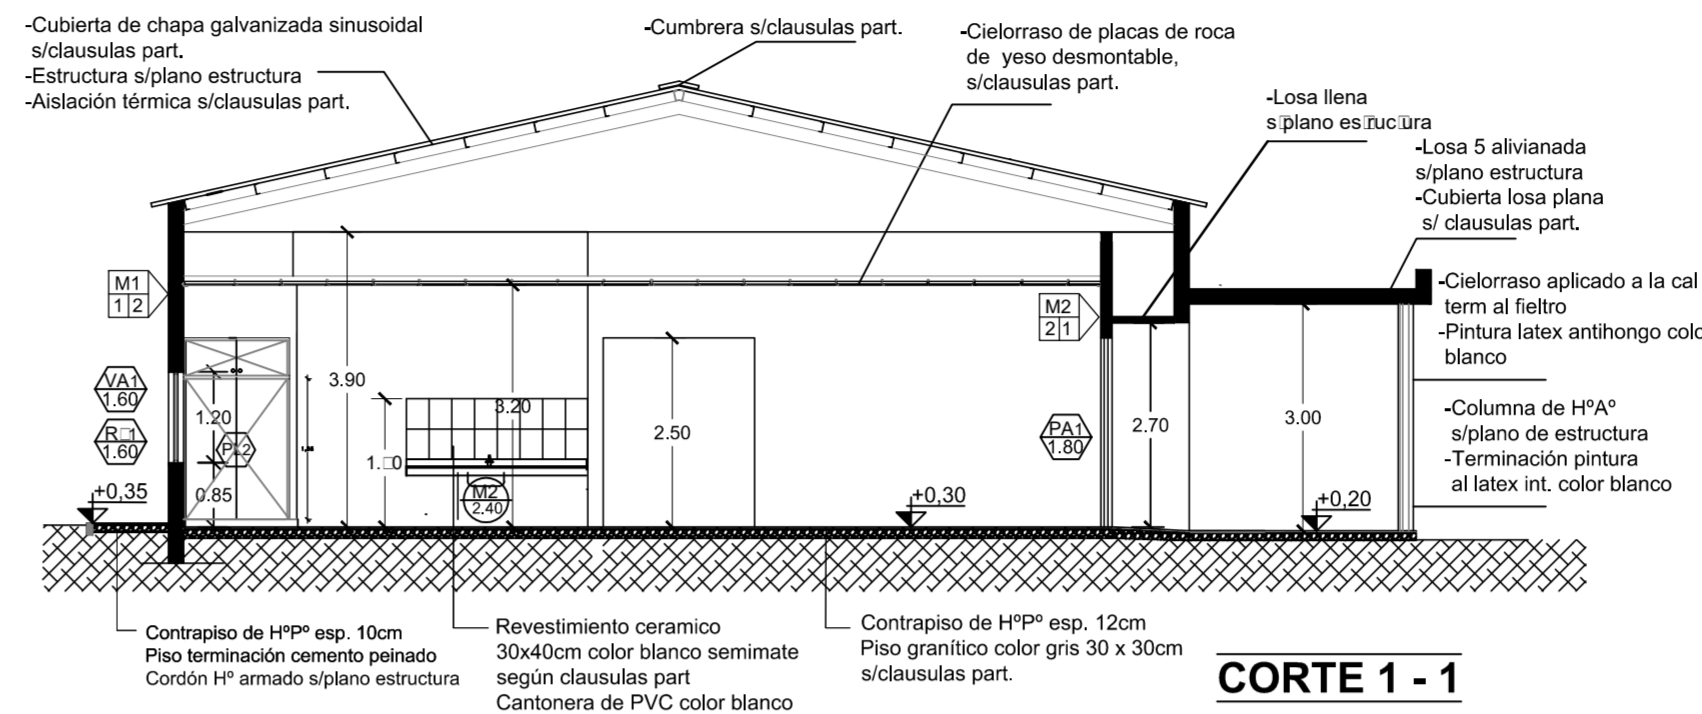 -Cubierta de chapa galvanizada sinusoidal
s/clausulas part.
-Estructura s/plano estructura
-Aislación térmica s/clausulas part.
-Cumbrera s/clausulas part.
-Cielorraso de placas de roca
de yeso desmontable,
s/clausulas part.
-Losa llena
-Losa 5 alivianada
s/plano estructura
-Cubierta losa plana
s/ clausulas part.
M1
1 2
M2
2 1
-Cielorraso aplicado a la cal
term al fieltro
-Pintura latex antihongo colo
blanco
3.90
3.20
2.50
VA1
1.60
1.20
1.60
0.85
M2
2.40
PA1
1.80
2.70
3.00
-Columna de HºAº
s/plano de estructura
-Terminación pintura
al latex int. color blanco
+0,35
+0,30
+0,20
Contrapiso de HºPº esp. 10cm
Piso terminación cemento peinado
Cordón Hº armado s/plano estructura
Revestimiento ceramico
30x40cm color blanco semimate
según clausulas part
Cantonera de PVC color blanco
Contrapiso de HºPº esp. 12cm
Piso granítico color gris 30 x 30cm
s/clausulas part.
CORTE 1 - 1